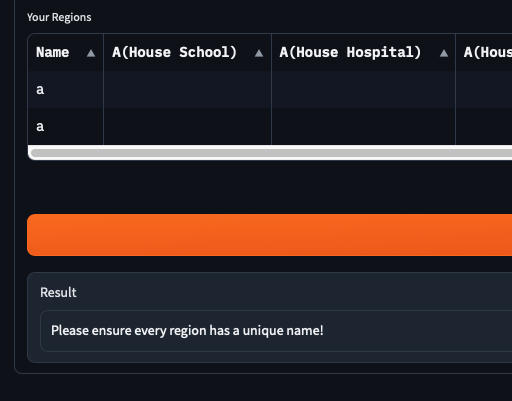 Your Regions
Name ▲ A(House School) ▲ A(House Hospital) ▲ A(Hous
a
a
Result
Please ensure every region has a unique name!